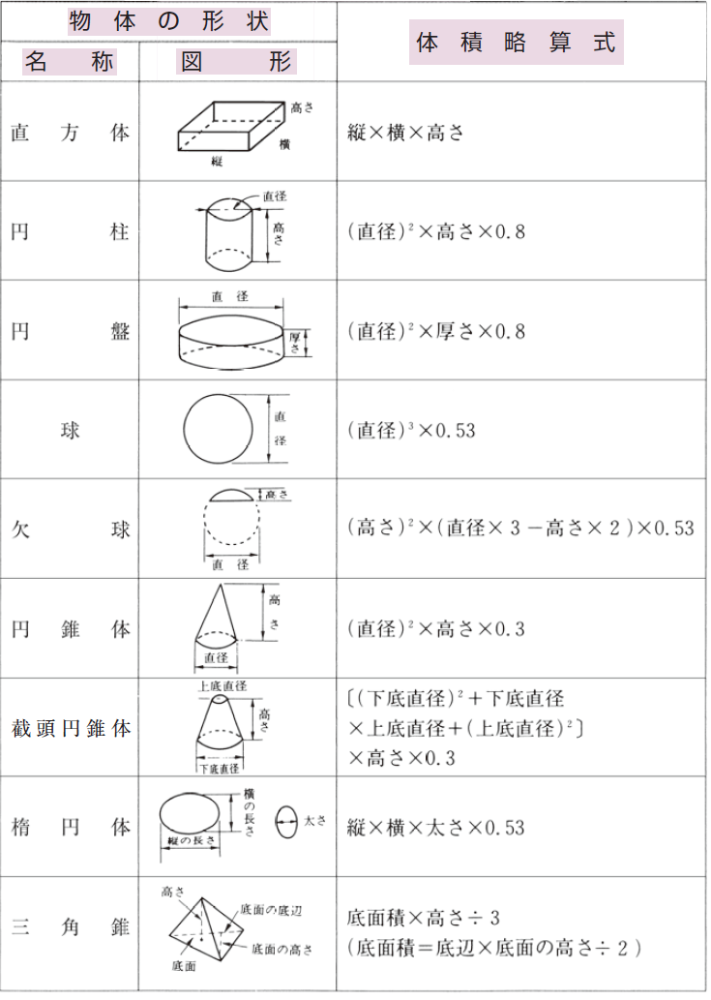 物体の形状
体積略算式
名称
図形
直方体
高さ
横
縦
縦×横×高さ
円柱
直径
高さ
(直径)²×高さ×0.8
円盤
直径
厚さ
(直径)²×厚さ×0.8
球
直径
(直径)³×0.53
欠球
高さ
直径
(高さ)²×(直径×3－高さ×2)×0.53
円錐体
高さ
直径
(直径)²×高さ×0.3
截頭円錐体
上底直径
高さ
下底直径
〔(下底直径)²＋下底直径
×上底直径＋(上底直径)²〕
×高さ×0.3
楕円体
横の長さ
太さ
縦の長さ
縦×横×太さ×0.53
三角錐
高さ
底面の底辺
底面の高さ
底面
底面積×高さ÷3
(底面積＝底辺×底面の高さ÷2)